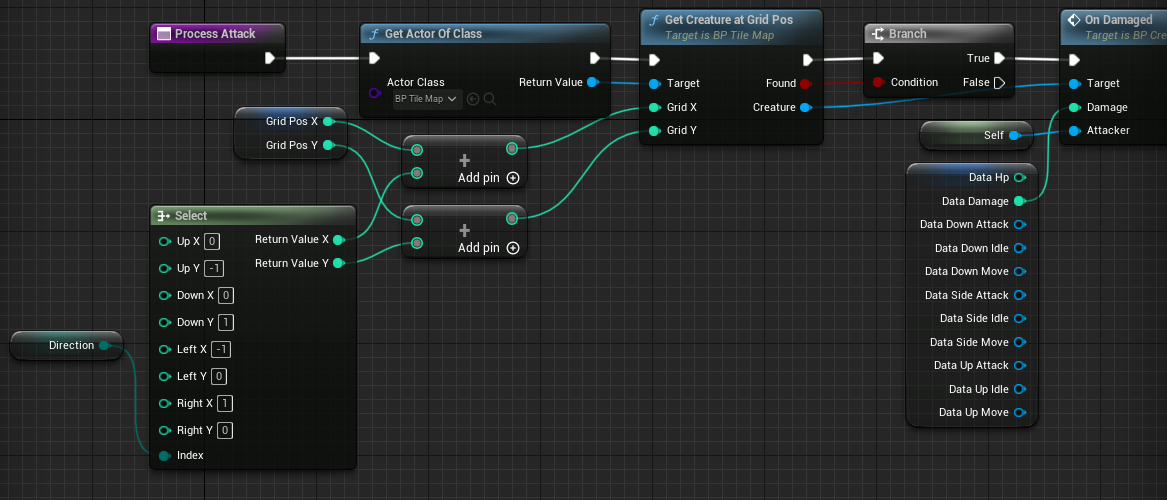 Process Attack
Get Actor Of Class
Actor Class
BP Tile Map
Return Value
Get Creature at Grid Pos
Target is BP Tile Map
Target
Found
Grid X
Creature
Grid Y
Branch
True
Condition
False
On Damaged
Target is BP Cre
Target
Damage
Attacker
Grid Pos X
Grid Pos Y
+
Add pin
+
Add pin
Self
Select
Up X 0
Return Value X
Up Y -1
Return Value Y
Down X 0
Down Y 1
Left X -1
Left Y 0
Right X 1
Right Y 0
Index
Direction
Data Hp
Data Damage
Data Down Attack
Data Down Idle
Data Down Move
Data Side Attack
Data Side Idle
Data Side Move
Data Up Attack
Data Up Idle
Data Up Move